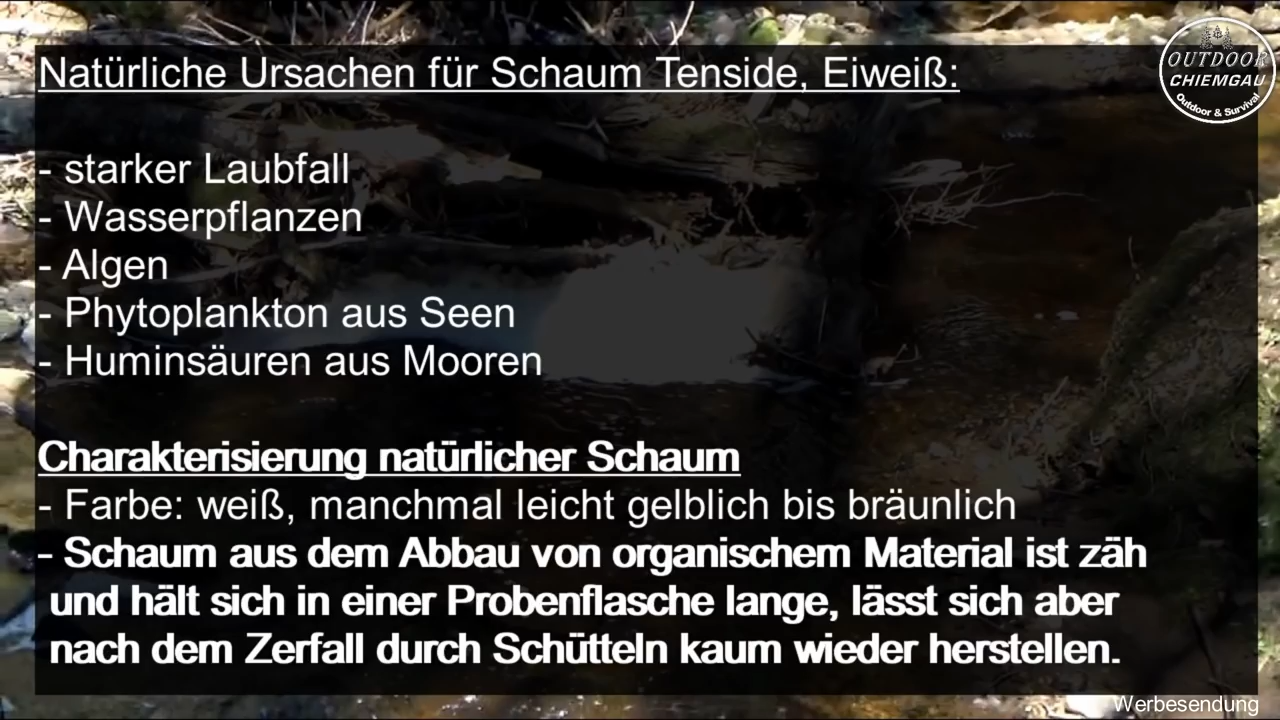 Natürliche Ursachen für Schaum Tenside, Eiweiß:
- starker Laubfall
- Wasserpflanzen
- Algen
- Phytoplankton aus Seen
- Huminsäuren aus Mooren
Charakterisierung natürlicher Schaum
- Farbe: weiß, manchmal leicht gelblich bis bräunlich
- Schaum aus dem Abbau von organischem Material ist zäh
und hält sich in einer Probenflasche lange, lässt sich aber
nach dem Zerfall durch Schütteln kaum wieder herstellen.
OUTDOOR
CHIEMGAU
Outdoor & Survival
Werbesendung